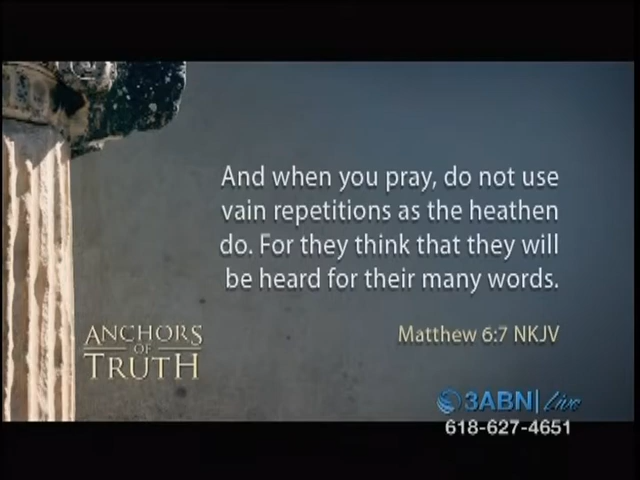 And when you pray, do not use
vain repetitions as the heathen
do. For they think that they will
be heard for their many words.
Matthew 6:7 NKJV
ANCHORS
OF
TRUTH
3ABN Live
618-627-4651